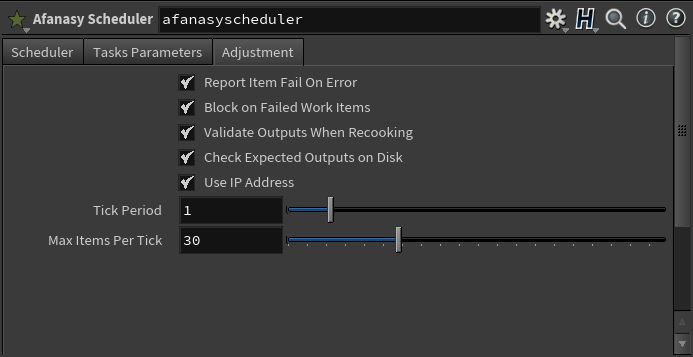 Afanasy Scheduler afanasyscheduler
Scheduler Tasks Parameters Adjustment
Report Item Fail On Error
Block on Failed Work Items
Validate Outputs When Recooking
Check Expected Outputs on Disk
Use IP Address
Tick Period 1
Max Items Per Tick 30